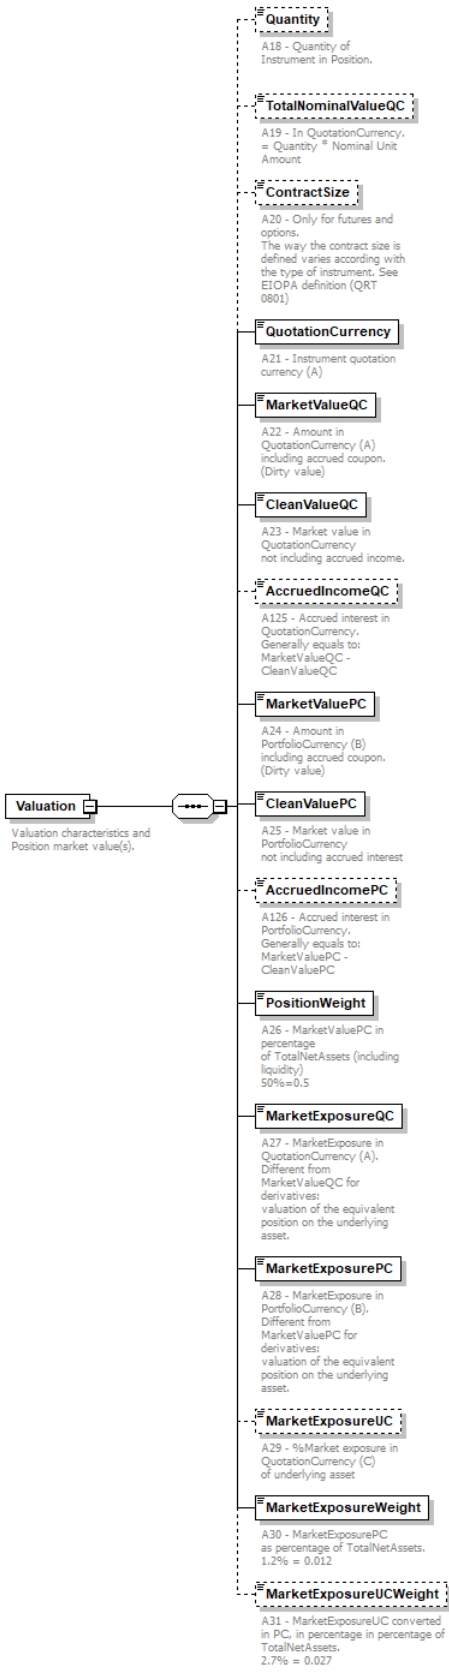 Quantity
A18 - Quantity of
Instrument in Position.
TotalNominalValueQC
A19 - In QuotationCurrency.
= Quantity * Nominal Unit
Amount
ContractSize
A20 - Only for futures and
options.
The way the contract size is
defined varies according with
the type of instrument. See
EIOPA definition (QRT
0801)
QuotationCurrency
A21 - Instrument quotation
currency (A)
MarketValueQC
A22 - Amount in
QuotationCurrency (A)
including accrued coupon.
(Dirty value)
CleanValueQC
A23 - Market value in
QuotationCurrency
not including accrued income.
AccruedIncomeQC
A125 - Accrued interest in
QuotationCurrency.
Generally equals to:
MarketValueQC -
CleanValueQC
MarketValuePC
A24 - Amount in
PortfolioCurrency (B)
including accrued coupon.
(Dirty value)
Valuation
Valuation characteristics and
Position market value(s).
CleanValuePC
A25 - Market value in
PortfolioCurrency
not including accrued interest
AccruedIncomePC
A126 - Accrued interest in
PortfolioCurrency.
Generally equals to:
MarketValuePC -
CleanValuePC
PositionWeight
A26 - MarketValuePC in
percentage
of TotalNetAssets (including
liquidity)
50%=0.5
MarketExposureQC
A27 - MarketExposure in
QuotationCurrency (A).
Different from
MarketValueQC for
derivatives:
valuation of the equivalent
position on the underlying
asset.
MarketExposurePC
A28 - MarketExposure in
PortfolioCurrency (B).
Different from
MarketValuePC for
derivatives:
valuation of the equivalent
position on the underlying
asset.
MarketExposureUC
A29 - %Market exposure in
QuotationCurrency (C)
of underlying asset
MarketExposureWeight
A30 - MarketExposurePC
as percentage of TotalNetAssets.
1.2% = 0.012
MarketExposureUCWeight
A31 - MarketExposureUC converted
in PC, in percentage in percentage of
TotalNetAssets.
2.7% = 0.027